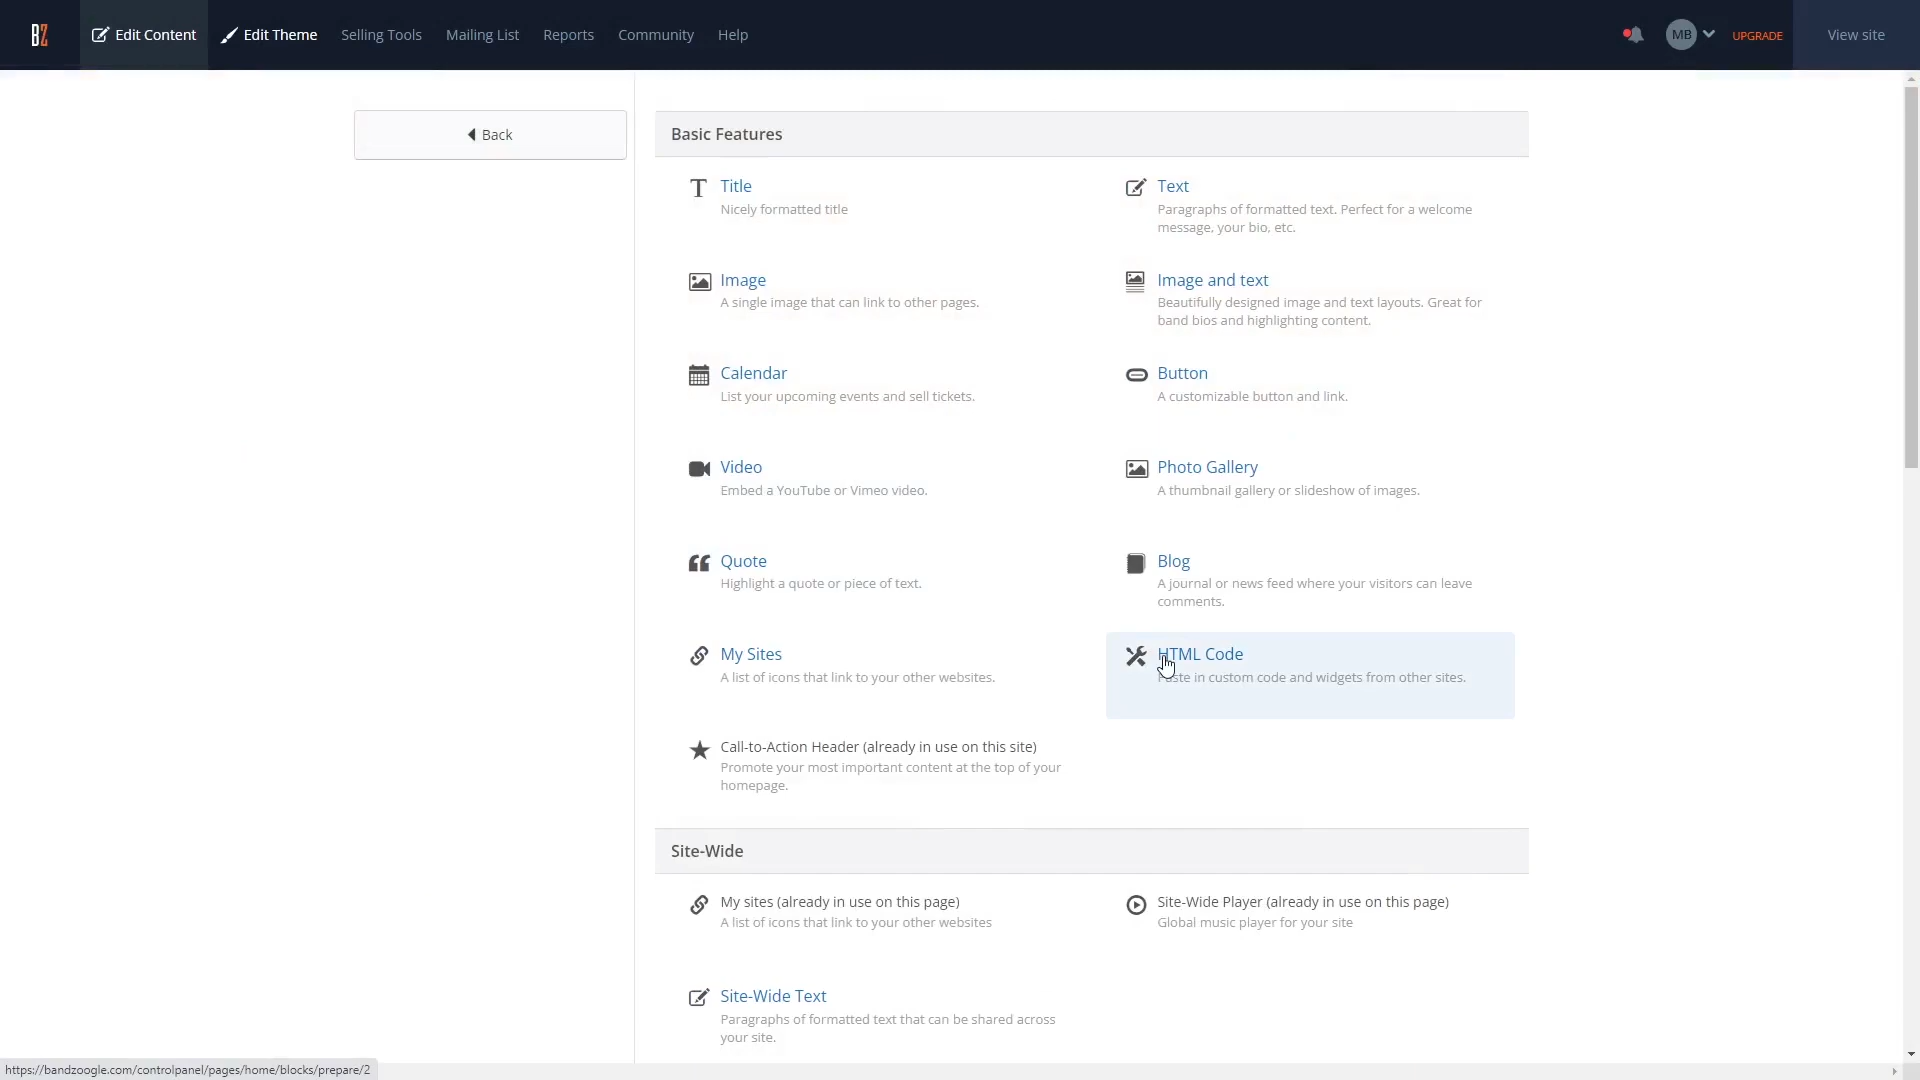 BZ
Edit Content
Edit Theme
Selling Tools
Mailing List
Reports
Community
Help
MB
UPGRADE
View site
Back
Basic Features
Title
Nicely formatted title
Text
Paragraphs of formatted text. Perfect for a welcome
message, your bio, etc.
Image
A single image that can link to other pages.
Image and text
Beautifully designed image and text layouts. Great for
band bios and highlighting content.
Calendar
List your upcoming events and sell tickets.
Button
A customizable button and link.
Video
Embed a YouTube or Vimeo video.
Photo Gallery
A thumbnail gallery or slideshow of images.
Quote
Highlight a quote or piece of text.
Blog
A journal or news feed where your visitors can leave
comments.
My Sites
A list of icons that link to your other websites.
HTML Code
Paste in custom code and widgets from other sites.
Call-to-Action Header (already in use on this site)
Promote your most important content at the top of your
homepage.
Site-Wide
My sites (already in use on this page)
A list of icons that link to your other websites
Site-Wide Player (already in use on this page)
Global music player for your site
Site-Wide Text
Paragraphs of formatted text that can be shared across
your site.
https://bandzoogle.com/controlpanel/pages/home/blocks/prepare/2